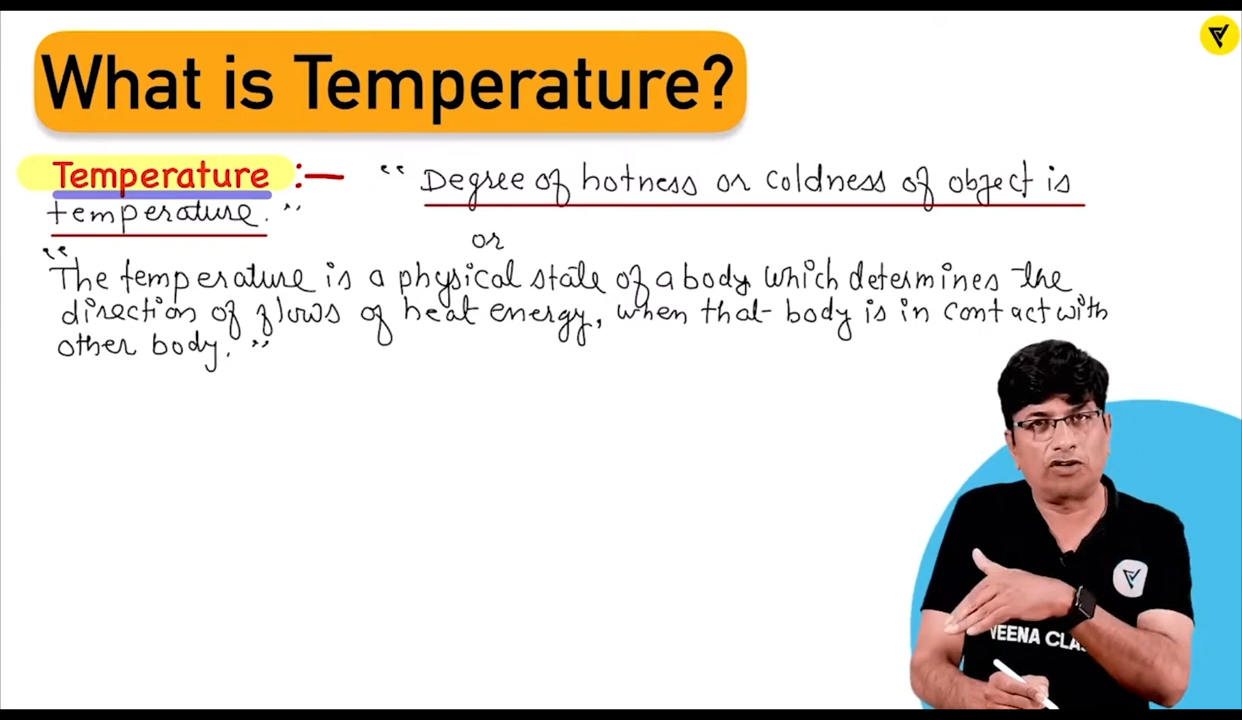 What is Temperature?
Temperature :— “ Degree of hotness or coldness of object is
temperature. ”
or
“The temperature is a physical state of a body which determines the
direction of flows of heat energy, when that body is in contact with
other body. ”
VEENA CLAS